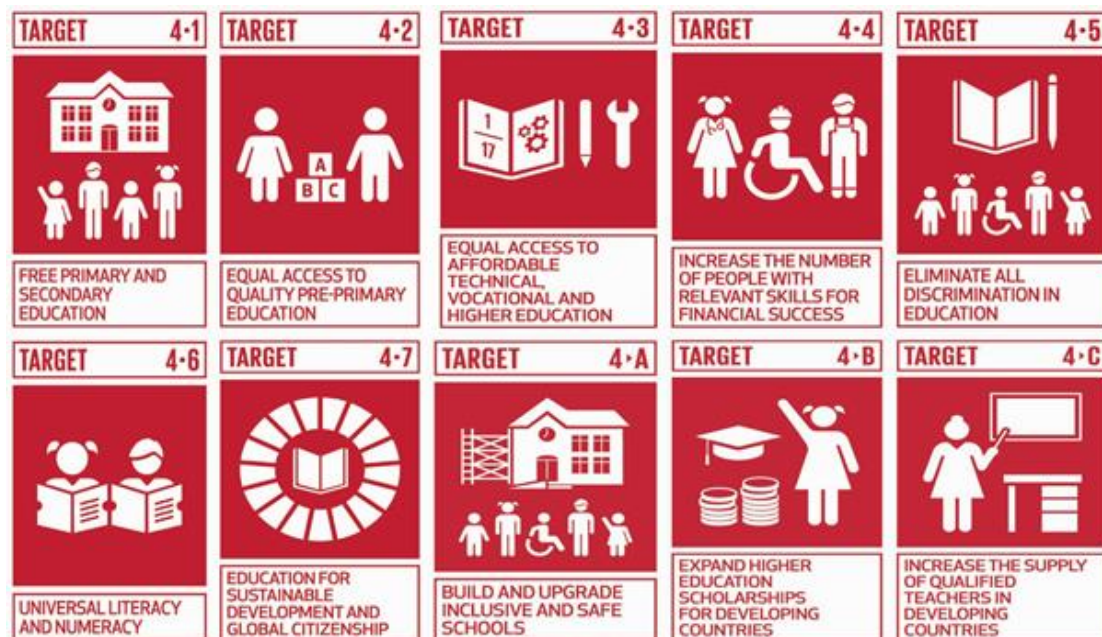 TARGET 4·1
FREE PRIMARY AND
SECONDARY
EDUCATION
TARGET 4·2
A
B C
EQUAL ACCESS TO
QUALITY PRE-PRIMARY
EDUCATION
TARGET 4·3
1
17
EQUAL ACCESS TO
AFFORDABLE
TECHNICAL,
VOCATIONAL AND
HIGHER EDUCATION
TARGET 4·4
INCREASE THE NUMBER
OF PEOPLE WITH
RELEVANT SKILLS FOR
FINANCIAL SUCCESS
TARGET 4·5
ELIMINATE ALL
DISCRIMINATION IN
EDUCATION
TARGET 4·6
UNIVERSAL LITERACY
AND NUMERACY
TARGET 4·7
EDUCATION FOR
SUSTAINABLE
DEVELOPMENT AND
GLOBAL CITIZENSHIP
TARGET 4‣A
BUILD AND UPGRADE
INCLUSIVE AND SAFE
SCHOOLS
TARGET 4‣B
EXPAND HIGHER
EDUCATION
SCHOLARSHIPS
FOR DEVELOPING
COUNTRIES
TARGET 4‣C
INCREASE THE SUPPLY
OF QUALIFIED
TEACHERS IN
DEVELOPING
COUNTRIES